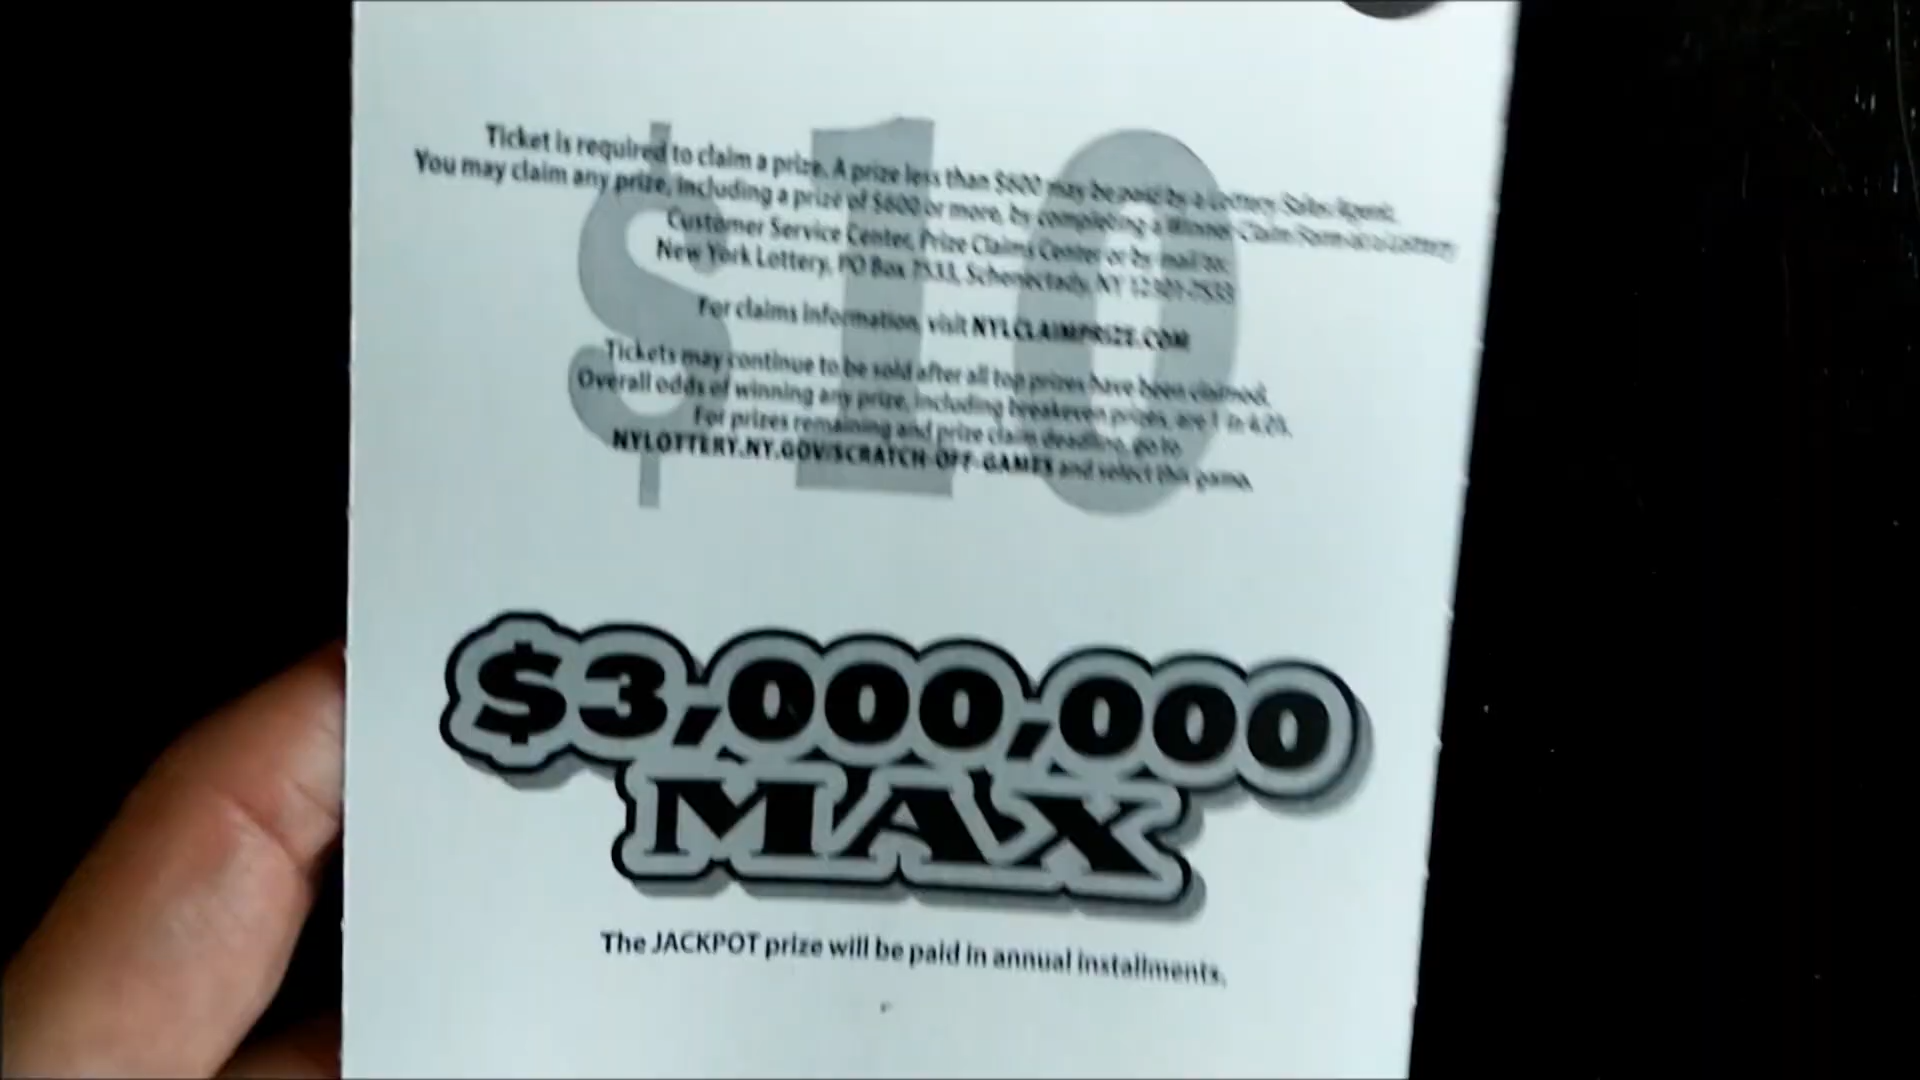 $10
Ticket is required to claim a prize. A prize less than $600 may be paid by a Lottery Sales Agent.
You may claim any prize, including a prize of $600 or more, by completing a Winner Claim Form at a Lottery
Customer Service Center, Prize Claims Center or by mail to:
New York Lottery, PO Box 7533, Schenectady, NY 12301-7533
For claims information, visit NYLCLAIMPRIZE.COM
Tickets may continue to be sold after all top prizes have been claimed.
Overall odds of winning any prize, including breakeven prizes, are 1 in
For prizes remaining and prize claim deadline, go to
NYLOTTERY.NY.GOV/SCRATCH-OFF-GAMES and select this game.
$3,000,000
MAX
The JACKPOT prize will be paid in annual installments.